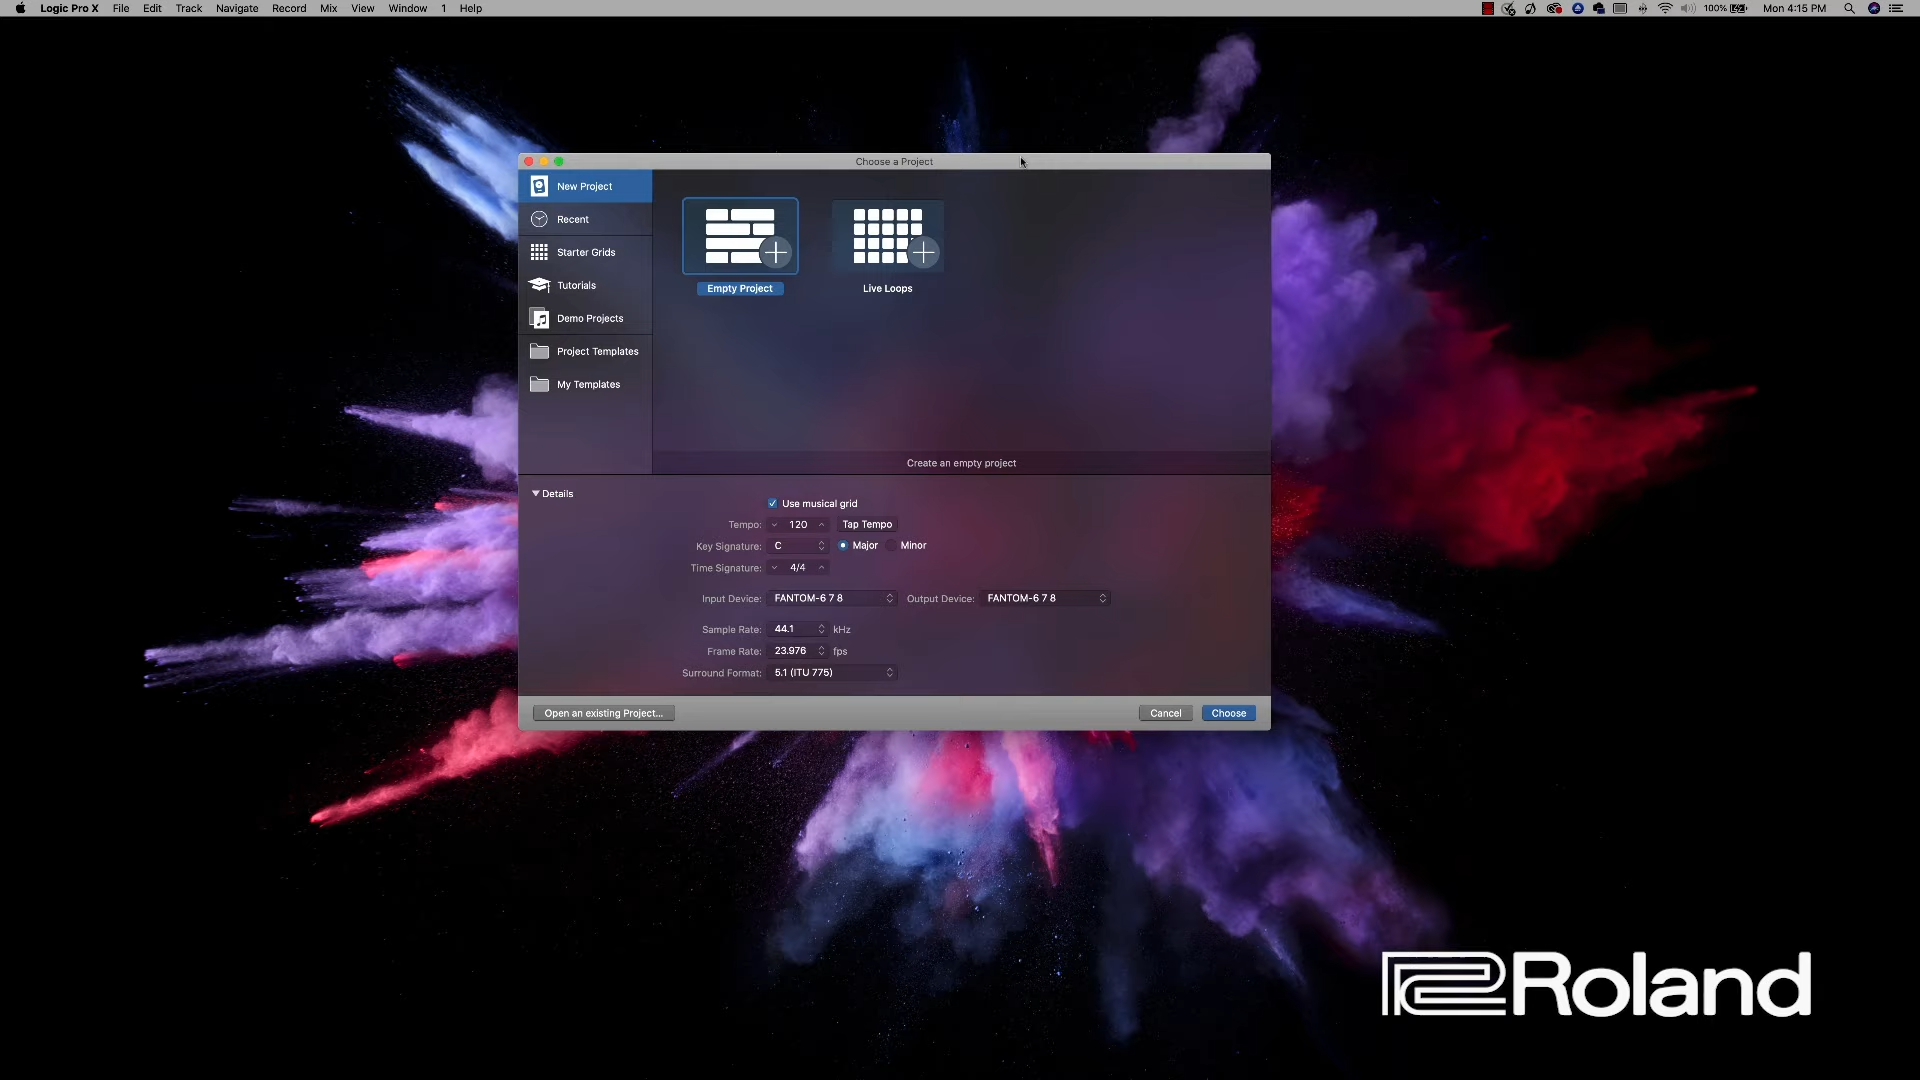 Logic Pro X File Edit Track Navigate Record Mix View Window 1 Help 100% Mon 4:15 PM
Choose a Project
New Project
Recent
Starter Grids
Tutorials
Demo Projects
Project Templates
My Templates
Empty Project
Live Loops
Create an empty project
Details
Use musical grid
Tempo: 120 Tap Tempo
Key Signature: C Major Minor
Time Signature: 4/4
Input Device: FANTOM-6 7 8 Output Device: FANTOM-6 7 8
Sample Rate: 44.1 kHz
Frame Rate: 23.976 fps
Surround Format: 5.1 (ITU 775)
Open an existing Project... Cancel Choose
Roland